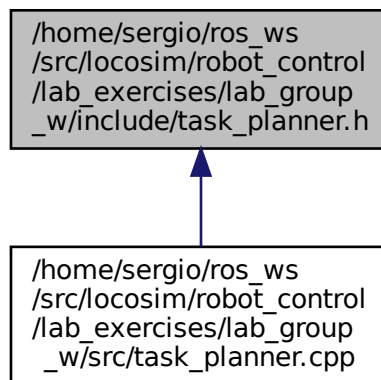 /home/sergio/ros_ws
/src/locosim/robot_control
/lab_exercises/lab_group
_w/include/task_planner.h
/home/sergio/ros_ws
/src/locosim/robot_control
/lab_exercises/lab_group
_w/src/task_planner.cpp